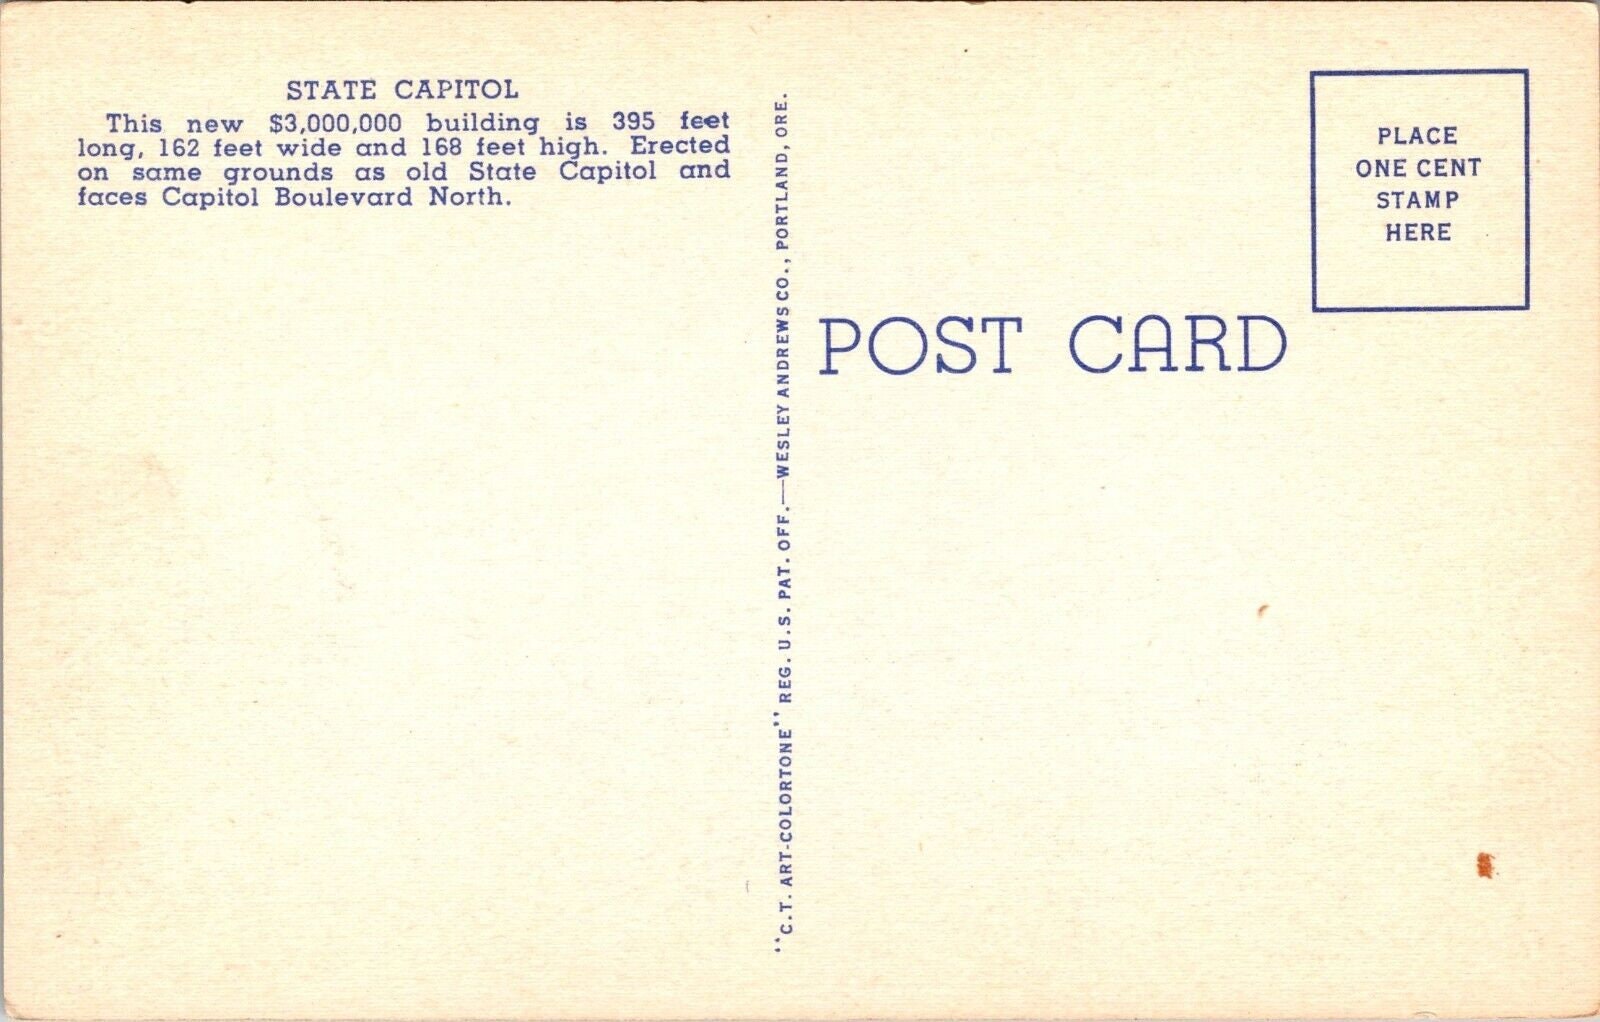 STATE CAPITOL
This new $3,000,000 building is 395 feet
long, 162 feet wide and 168 feet high. Erected
on same grounds as old State Capitol and
faces Capitol Boulevard North.
"C.T. ART-COLORTONE" REG. U.S. PAT. OFF.—WESLEY ANDREWS CO., PORTLAND, ORE.
PLACE
ONE CENT
STAMP
HERE
POST CARD